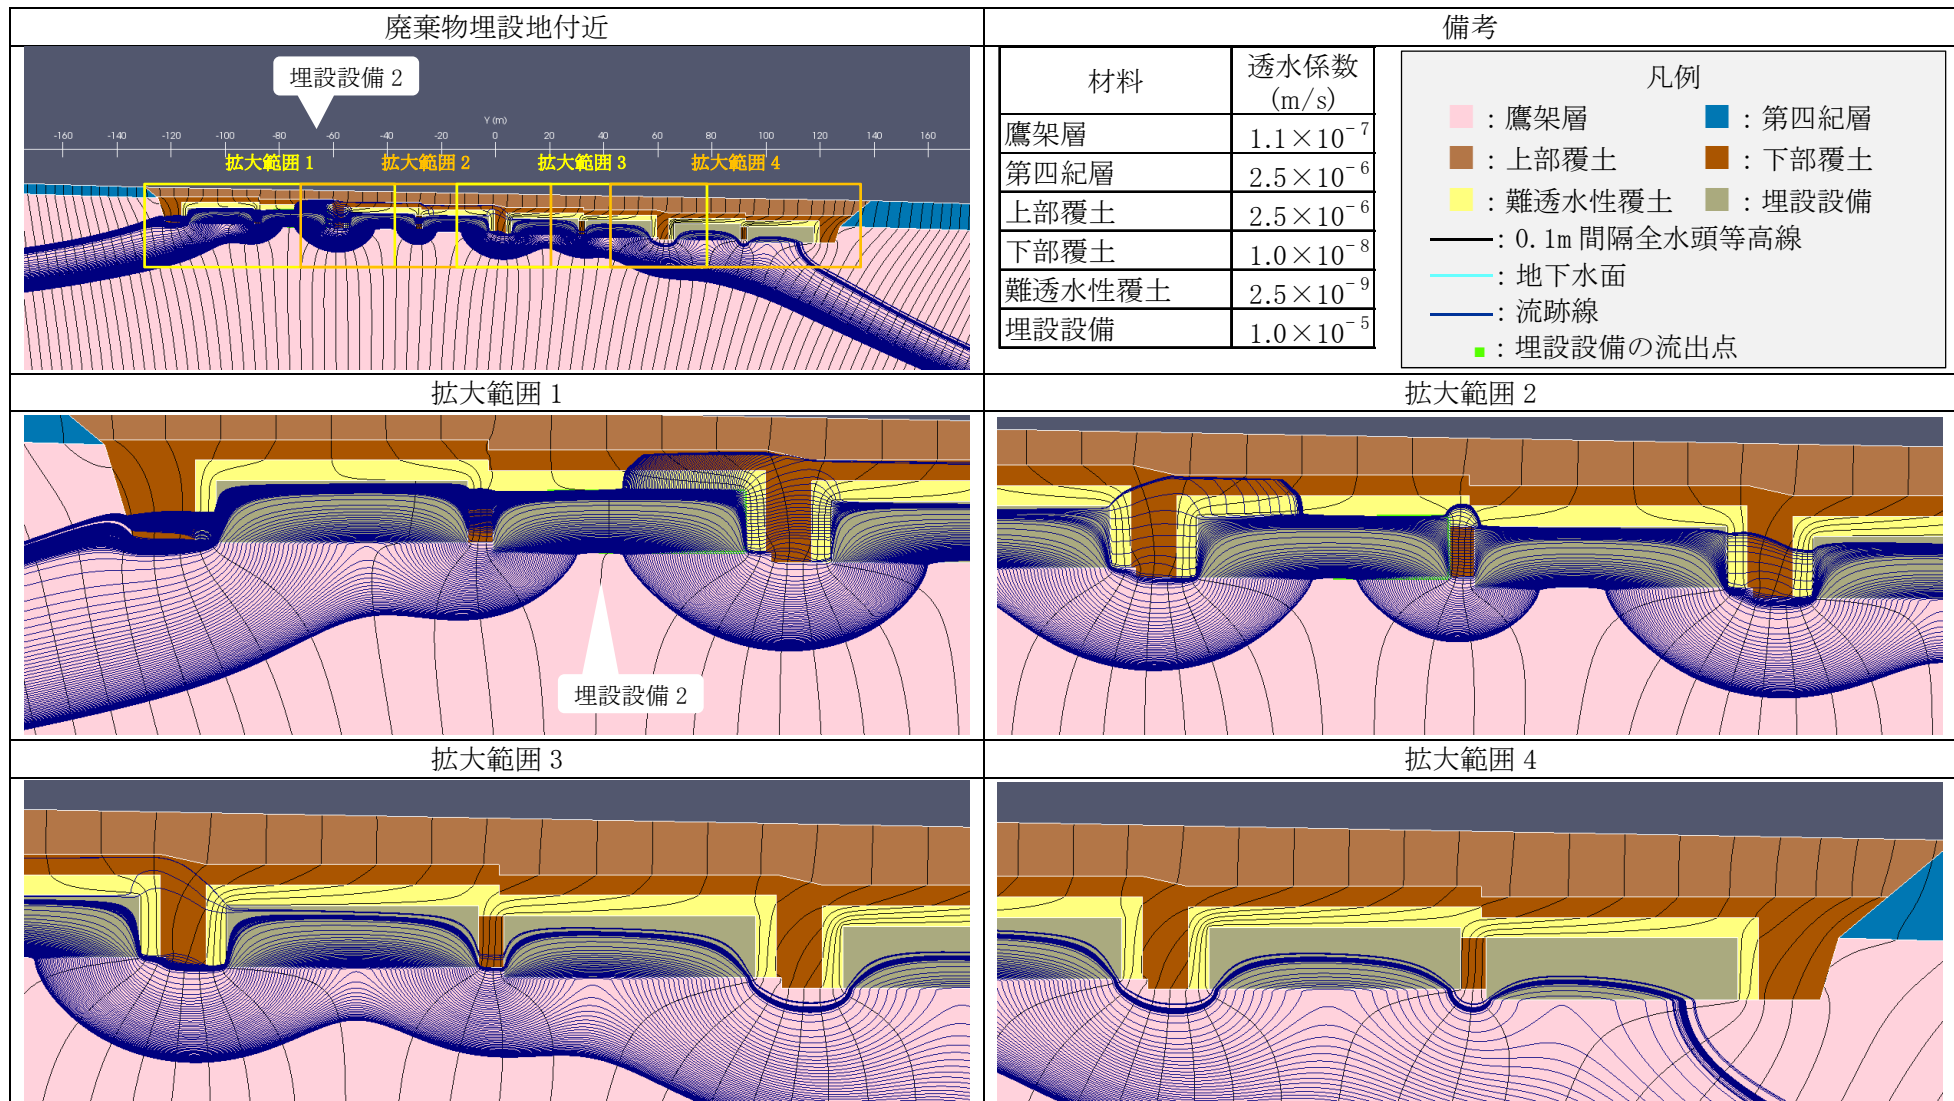 廃棄物埋設地付近
備考
埋設設備 2
Y (m)
-160 -140 -120 -100 -80 -60 -40 -20 0 20 40 60 80 100 120 140 160
拡大範囲 1 拡大範囲 2 拡大範囲 3 拡大範囲 4
材料 透水係数 (m/s)
鷹架層 1.1×10⁻⁷
第四紀層 2.5×10⁻⁶
上部覆土 2.5×10⁻⁶
下部覆土 1.0×10⁻⁸
難透水性覆土 2.5×10⁻⁹
埋設設備 1.0×10⁻⁵
凡例
：鷹架層 ：第四紀層
：上部覆土 ：下部覆土
：難透水性覆土 ：埋設設備
：0.1m 間隔全水頭等高線
：地下水面
：流跡線
：埋設設備の流出点
拡大範囲 1
拡大範囲 2
埋設設備 2
拡大範囲 3
拡大範囲 4